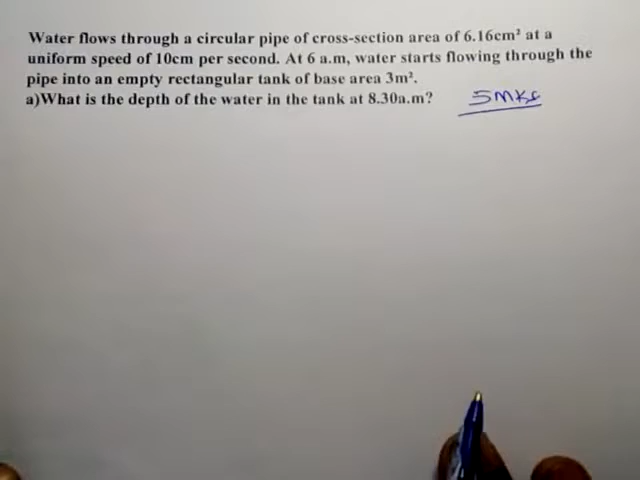 Water flows through a circular pipe of cross-section area of 6.16cm² at a
uniform speed of 10cm per second. At 6 a.m, water starts flowing through the
pipe into an empty rectangular tank of base area 3m².
a)What is the depth of the water in the tank at 8.30a.m? 5MKS